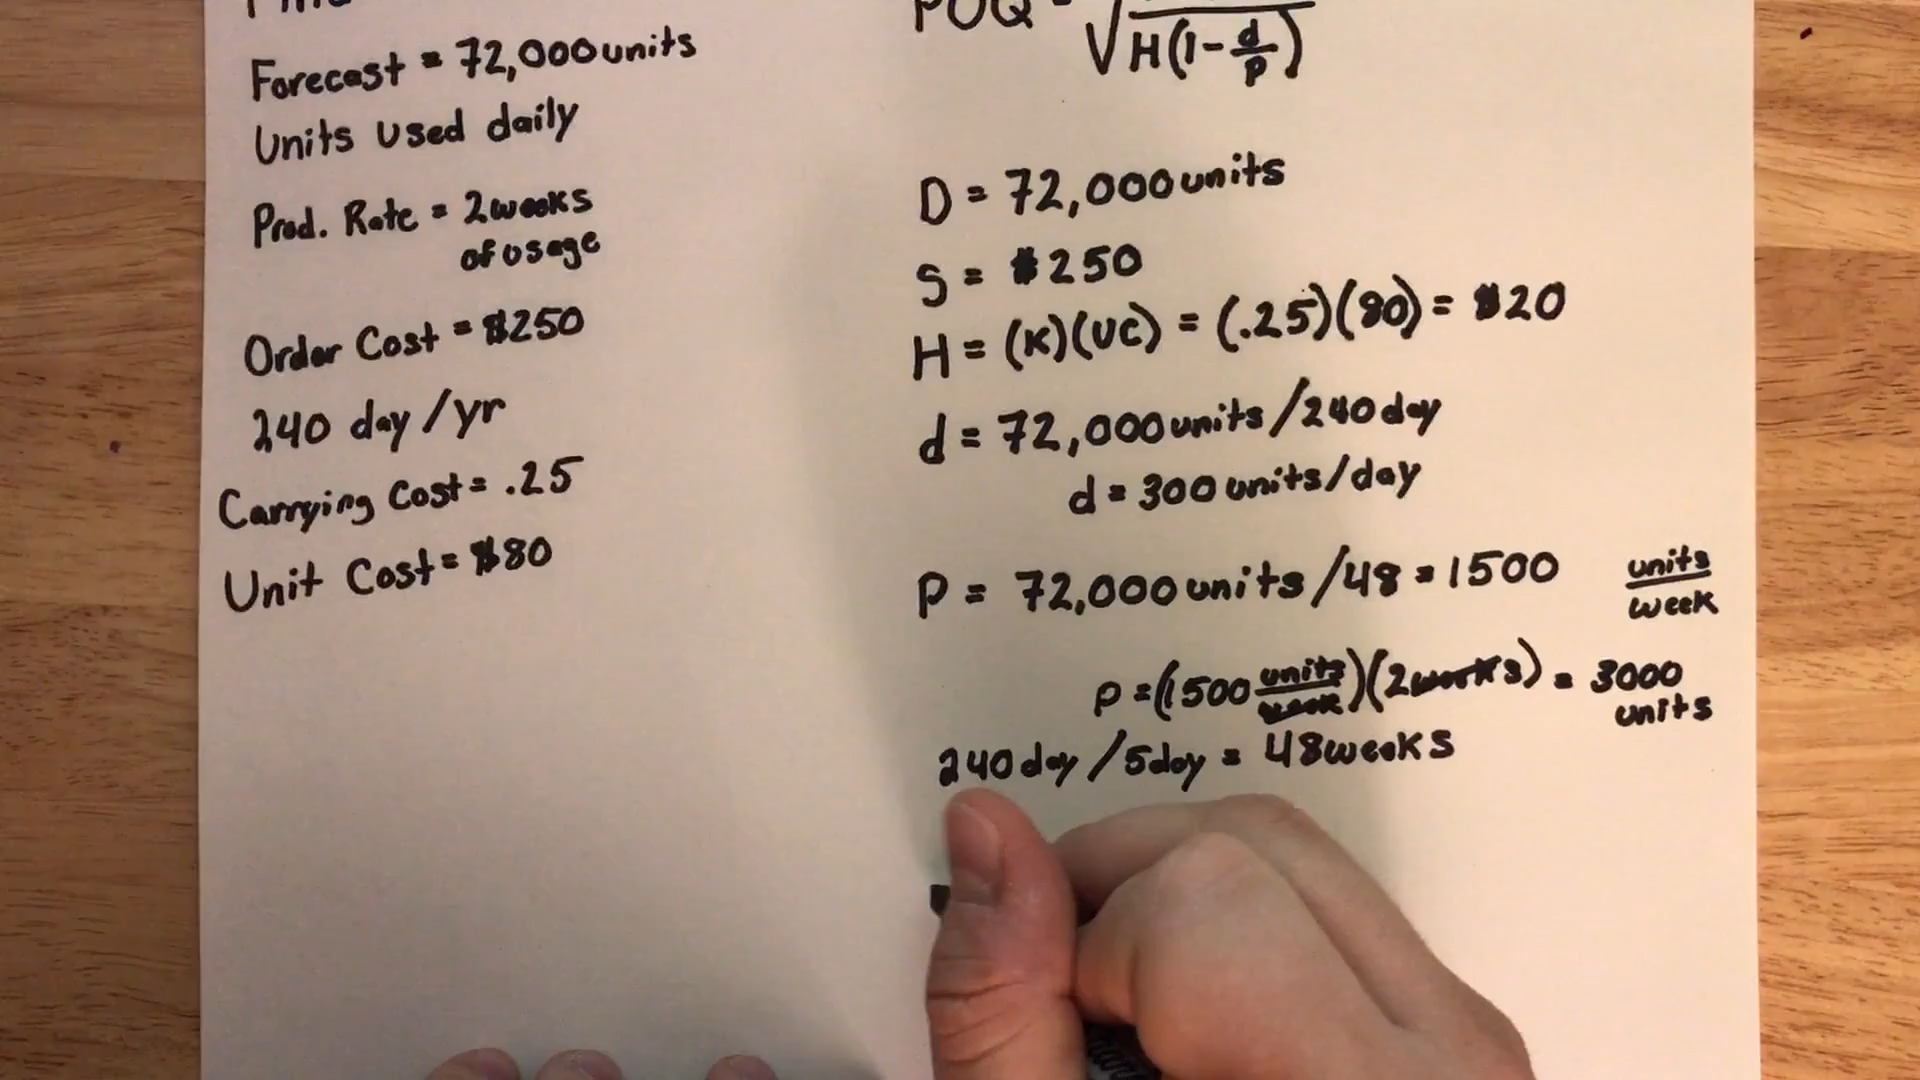 Forecast = 72,000 units
Units used daily
Prod. Rate = 2 weeks
of usage
Order Cost = $250
240 day/yr
Carrying Cost = .25
Unit Cost = $80
POQ =
√H(1-d/p)
D = 72,000 units
S = $250
H = (K)(UC) = (.25)(80) = $20
d = 72,000 units/240 day
d = 300 units/day
P = 72,000 units/48 = 1500 units/week
P = (1500 units/week)(2 weeks) = 3000
units
240 day/5 day = 48 weeks